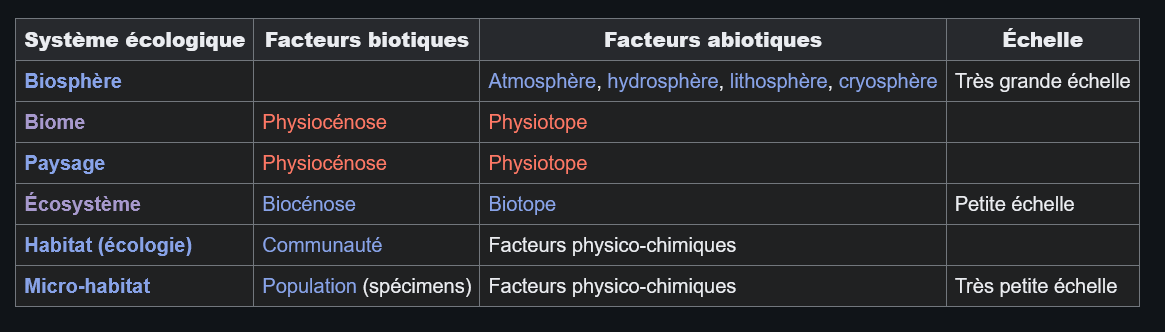 Système écologique Facteurs biotiques Facteurs abiotiques Échelle
Biosphère Atmosphère, hydrosphère, lithosphère, cryosphère Très grande échelle
Biome Physiocénose Physiotope
Paysage Physiocénose Physiotope
Écosystème Biocénose Biotope Petite échelle
Habitat (écologie) Communauté Facteurs physico-chimiques
Micro-habitat Population (spécimens) Facteurs physico-chimiques Très petite échelle